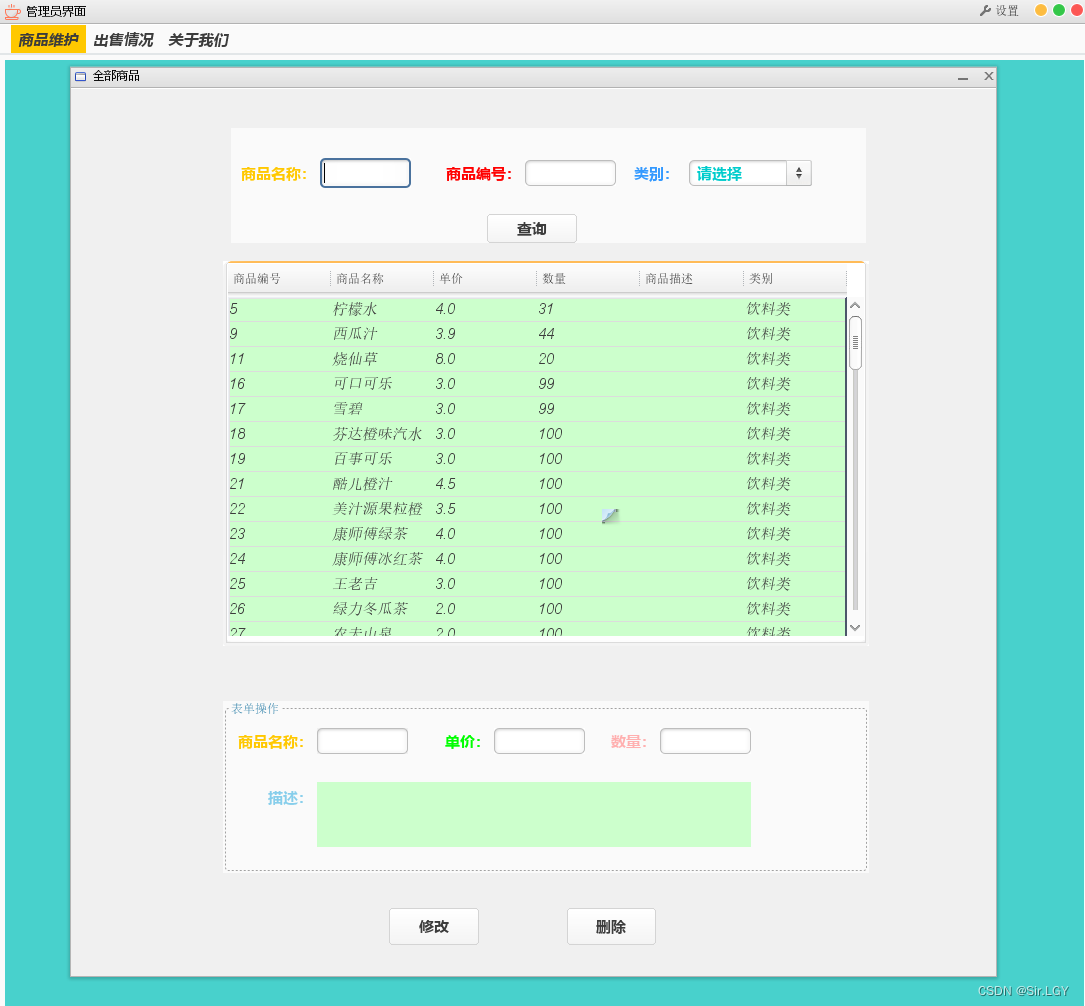 管理员界面 设置
商品维护 出售情况 关于我们
全部商品
商品名称: 商品编号: 类别: 请选择
查询
商品编号 商品名称 单价 数量 商品描述 类别
5 柠檬水 4.0 31 饮料类
9 西瓜汁 3.9 44 饮料类
11 烧仙草 8.0 20 饮料类
16 可口可乐 3.0 99 饮料类
17 雪碧 3.0 99 饮料类
18 芬达橙味汽水 3.0 100 饮料类
19 百事可乐 3.0 100 饮料类
21 酷儿橙汁 4.5 100 饮料类
22 美汁源果粒橙 3.5 100 饮料类
23 康师傅绿茶 4.0 100 饮料类
24 康师傅冰红茶 4.0 100 饮料类
25 王老吉 3.0 100 饮料类
26 绿力冬瓜茶 2.0 100 饮料类
27 农夫山泉 2.0 100 饮料类
表单操作
商品名称: 单价: 数量:
描述:
修改 删除
CSDN @Sir.LGY